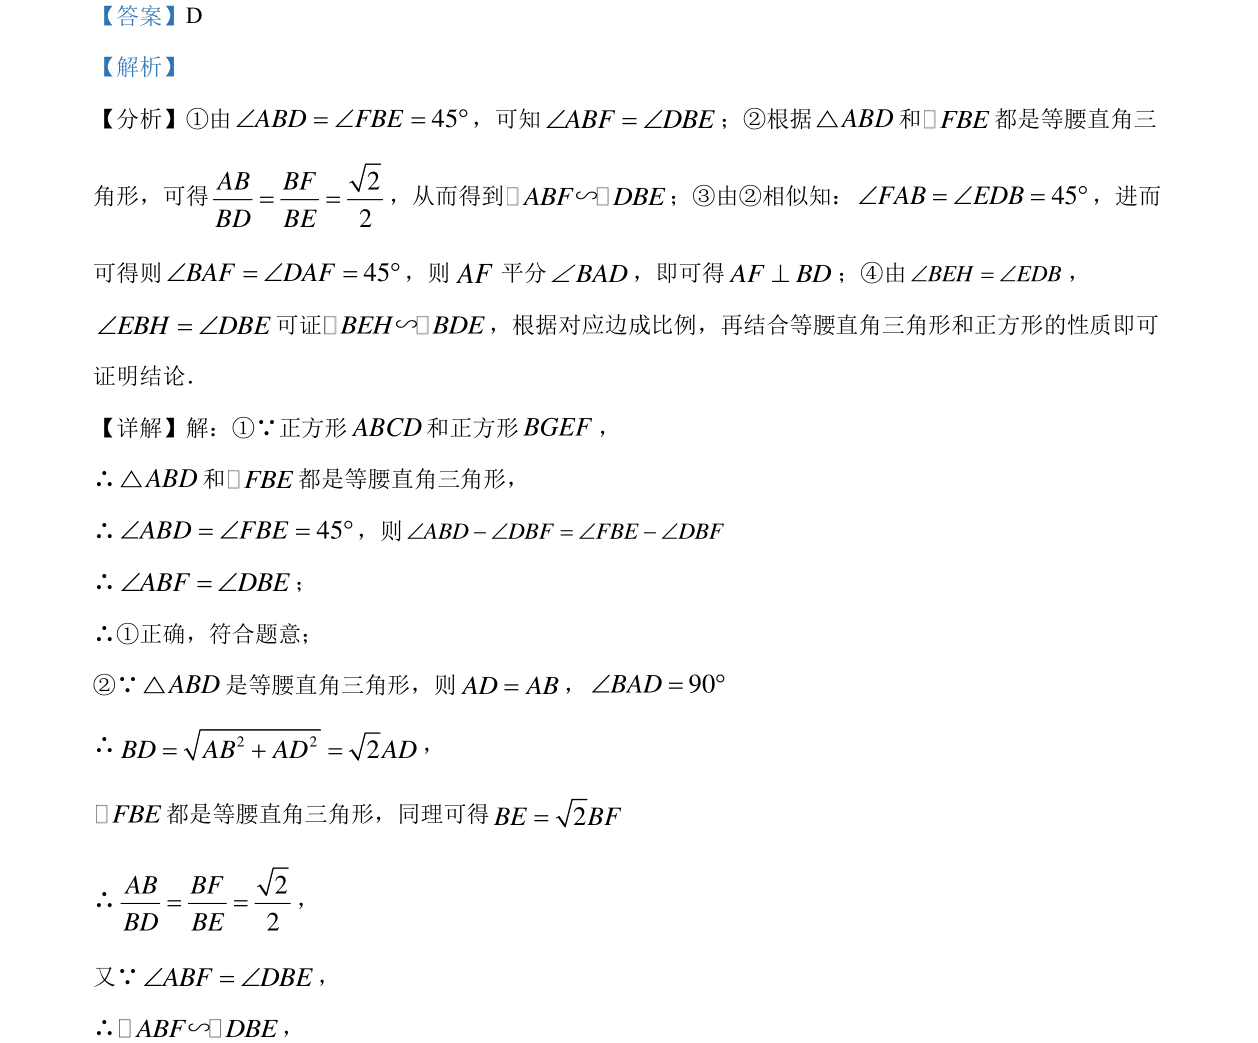 【答案】D
【解析】
【分析】①由∠ABD = ∠FBE = 45°，可知∠ABF = ∠DBE；②根据△ABD和□FBE都是等腰直角三
角形，可得AB/BD = BF/BE = √2/2，从而得到□ABF∽□DBE；③由②相似知：∠FAB = ∠EDB = 45°，进而
可得则∠BAF = ∠DAF = 45°，则AF平分∠BAD，即可得AF ⊥ BD；④由∠BEH = ∠EDB，
∠EBH = ∠DBE可证□BEH∽□BDE，根据对应边成比例，再结合等腰直角三角形和正方形的性质即可
证明结论．
【详解】解：①∵正方形ABCD和正方形BGEF，
∴△ABD和□FBE都是等腰直角三角形，
∴∠ABD = ∠FBE = 45°，则∠ABD − ∠DBF = ∠FBE − ∠DBF
∴∠ABF = ∠DBE；
∴①正确，符合题意；
②∵△ABD是等腰直角三角形，则AD = AB，∠BAD = 90°
∴BD = √(AB² + AD²) = √2AD，
□FBE都是等腰直角三角形，同理可得BE = √2BF
∴AB/BD = BF/BE = √2/2，
又∵∠ABF = ∠DBE，
∴□ABF∽□DBE，